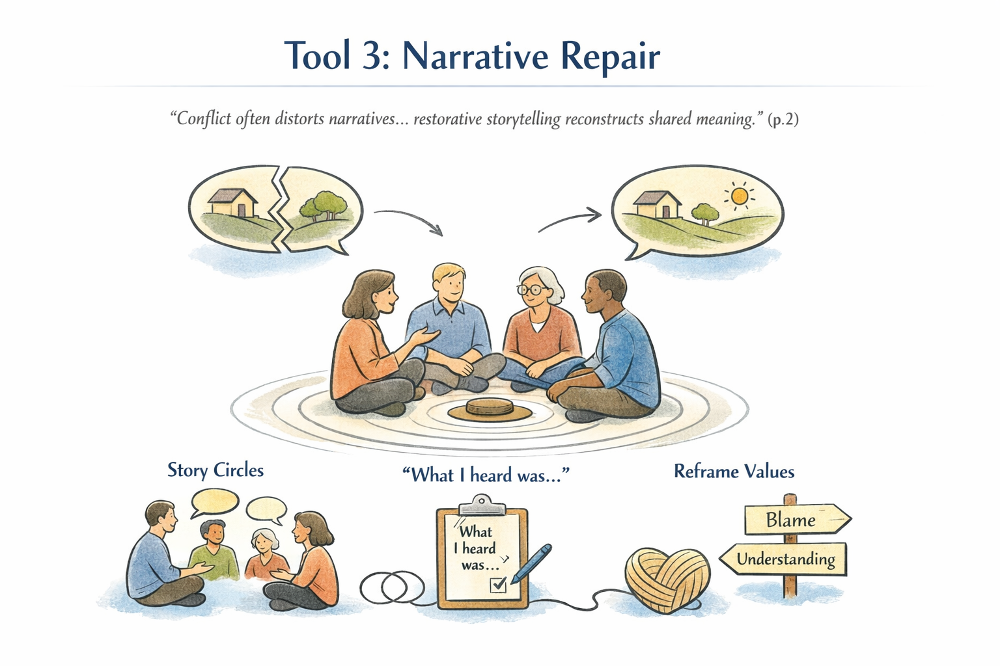 Tool 3: Narrative Repair
“Conflict often distorts narratives... restorative storytelling reconstructs shared meaning.” (p.2)
Story Circles
“What I heard was...”
Reframe Values
What
I heard
was...
Blame
Understanding